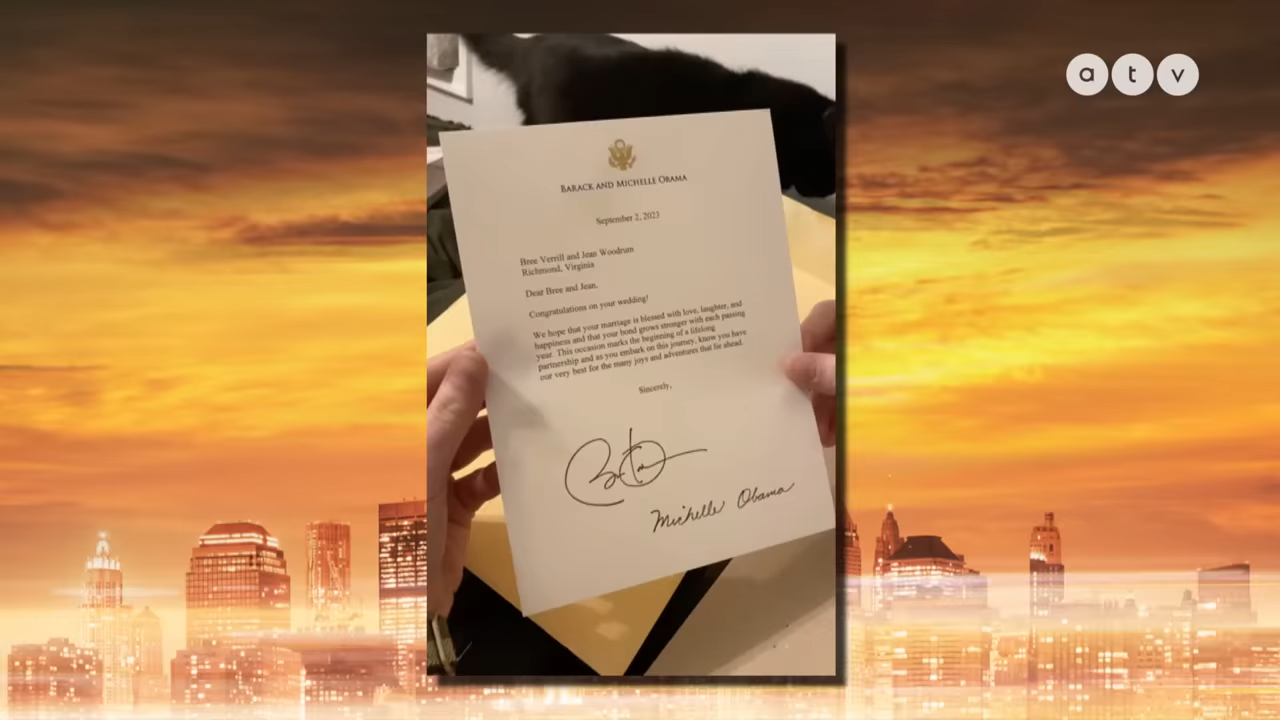 a t v
BARACK AND MICHELLE OBAMA
September 2, 2023
Bree Verrill and Jean Woodrum
Richmond, Virginia
Dear Bree and Jean,
Congratulations on your wedding!
We hope that your marriage is blessed with love, laughter, and
happiness and that your bond grows stronger with each passing
year. This occasion marks the beginning of a lifelong
partnership and as you embark on this journey, know you have
our very best for the many joys and adventures that lie ahead.
Sincerely,
Michelle Obama